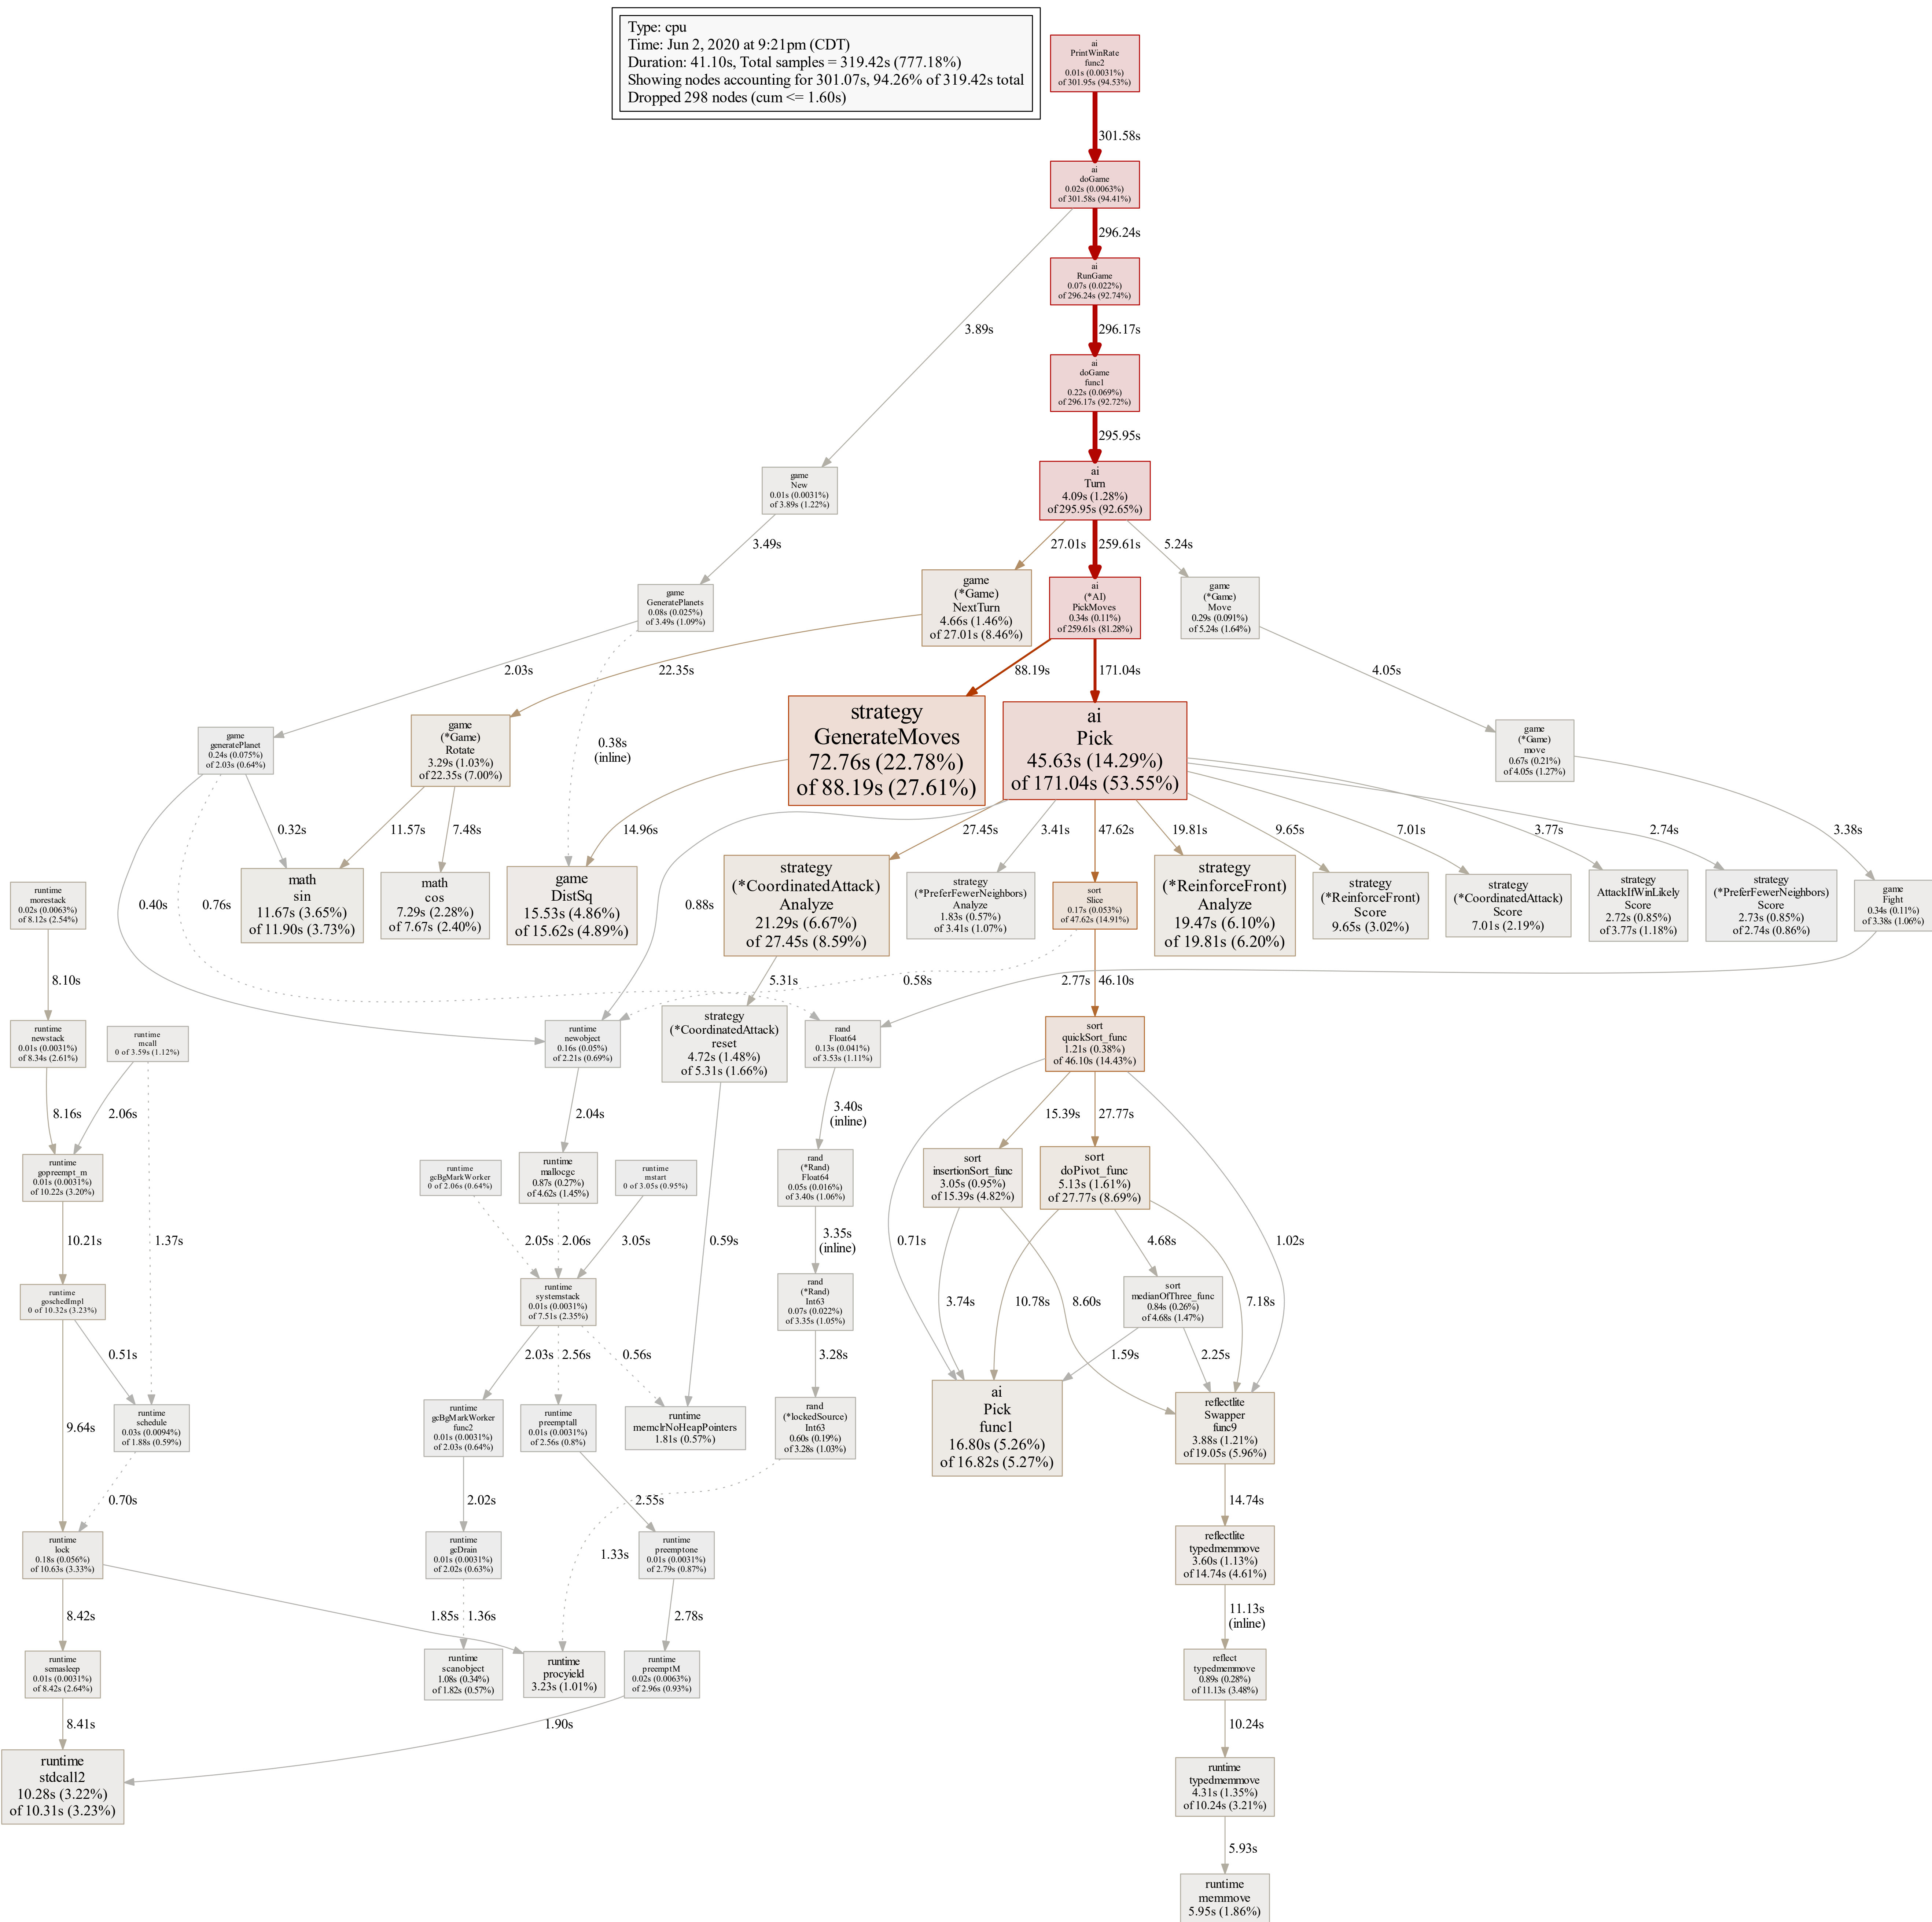 Type: cpu
Time: Jun 2, 2020 at 9:21pm (CDT)
Duration: 41.10s, Total samples = 319.42s (777.18%)
Showing nodes accounting for 301.07s, 94.26% of 319.42s total
Dropped 298 nodes (cum <= 1.60s)
ai
PrintWinRate
func2
0.01s (0.0031%)
of 301.95s (94.53%)
301.58s
ai
doGame
0.02s (0.0063%)
of 301.58s (94.41%)
296.24s
3.89s
ai
RunGame
0.07s (0.022%)
of 296.24s (92.74%)
296.17s
ai
doGame
func1
0.22s (0.069%)
of 296.17s (92.72%)
295.95s
game
New
0.01s (0.0031%)
of 3.89s (1.22%)
3.49s
ai
Turn
4.09s (1.28%)
of 295.95s (92.65%)
27.01s
259.61s
5.24s
game
GeneratePlanets
0.08s (0.025%)
of 3.49s (1.09%)
2.03s
0.38s
(inline)
game
(*Game)
NextTurn
4.66s (1.46%)
of 27.01s (8.46%)
22.35s
ai
(*AI)
PickMoves
0.34s (0.11%)
of 259.61s (81.28%)
88.19s
171.04s
game
(*Game)
Move
0.29s (0.091%)
of 5.24s (1.64%)
4.05s
game
generatePlanet
0.24s (0.075%)
of 2.03s (0.64%)
0.40s
0.76s
0.32s
game
(*Game)
Rotate
3.29s (1.03%)
of 22.35s (7.00%)
11.57s
7.48s
strategy
GenerateMoves
72.76s (22.78%)
of 88.19s (27.61%)
14.96s
ai
Pick
45.63s (14.29%)
of 171.04s (53.55%)
0.88s
27.45s
3.41s
47.62s
19.81s
9.65s
7.01s
3.77s
2.74s
game
(*Game)
move
0.67s (0.21%)
of 4.05s (1.27%)
3.38s
math
sin
11.67s (3.65%)
of 11.90s (3.73%)
math
cos
7.29s (2.28%)
of 7.67s (2.40%)
game
DistSq
15.53s (4.86%)
of 15.62s (4.89%)
strategy
(*CoordinatedAttack)
Analyze
21.29s (6.67%)
of 27.45s (8.59%)
5.31s
strategy
(*PreferFewerNeighbors)
Analyze
1.83s (0.57%)
of 3.41s (1.07%)
sort
Slice
0.17s (0.053%)
of 47.62s (14.91%)
0.58s
46.10s
strategy
(*ReinforceFront)
Analyze
19.47s (6.10%)
of 19.81s (6.20%)
strategy
(*ReinforceFront)
Score
9.65s (3.02%)
strategy
(*CoordinatedAttack)
Score
7.01s (2.19%)
strategy
AttackIfWinLikely
Score
2.72s (0.85%)
of 3.77s (1.18%)
strategy
(*PreferFewerNeighbors)
Score
2.73s (0.85%)
of 2.74s (0.86%)
game
Fight
0.34s (0.11%)
of 3.38s (1.06%)
2.77s
runtime
morestack
0.02s (0.0063%)
of 8.12s (2.54%)
8.10s
runtime
newstack
0.01s (0.0031%)
of 8.34s (2.61%)
8.16s
runtime
mcall
0 of 3.59s (1.12%)
2.06s
1.37s
runtime
newobject
0.16s (0.05%)
of 2.21s (0.69%)
2.04s
strategy
(*CoordinatedAttack)
reset
4.72s (1.48%)
of 5.31s (1.66%)
0.59s
rand
Float64
0.13s (0.041%)
of 3.53s (1.11%)
3.40s
(inline)
sort
quickSort_func
1.21s (0.38%)
of 46.10s (14.43%)
0.71s
15.39s
27.77s
1.02s
runtime
gopreempt_m
0.01s (0.0031%)
of 10.22s (3.20%)
10.21s
runtime
gcBgMarkWorker
0 of 2.06s (0.64%)
2.05s
runtime
mallocgc
0.87s (0.27%)
of 4.62s (1.45%)
2.06s
runtime
mstart
0 of 3.05s (0.95%)
3.05s
rand
(*Rand)
Float64
0.05s (0.016%)
of 3.40s (1.06%)
3.35s
(inline)
sort
insertionSort_func
3.05s (0.95%)
of 15.39s (4.82%)
3.74s
8.60s
sort
doPivot_func
5.13s (1.61%)
of 27.77s (8.69%)
10.78s
4.68s
7.18s
runtime
goschedImpl
0 of 10.32s (3.23%)
9.64s
0.51s
runtime
systemstack
0.01s (0.0031%)
of 7.51s (2.35%)
2.03s
2.56s
0.56s
rand
(*Rand)
Int63
0.07s (0.022%)
of 3.35s (1.05%)
3.28s
sort
medianOfThree_func
0.84s (0.26%)
of 4.68s (1.47%)
1.59s
2.25s
runtime
schedule
0.03s (0.0094%)
of 1.88s (0.59%)
0.70s
runtime
gcBgMarkWorker
func2
0.01s (0.0031%)
of 2.03s (0.64%)
2.02s
runtime
preemptall
0.01s (0.0031%)
of 2.56s (0.8%)
2.55s
runtime
memclrNoHeapPointers
1.81s (0.57%)
rand
(*lockedSource)
Int63
0.60s (0.19%)
of 3.28s (1.03%)
1.33s
ai
Pick
func1
16.80s (5.26%)
of 16.82s (5.27%)
reflectlite
Swapper
func9
3.88s (1.21%)
of 19.05s (5.96%)
14.74s
runtime
lock
0.18s (0.056%)
of 10.63s (3.33%)
8.42s
1.85s
runtime
gcDrain
0.01s (0.0031%)
of 2.02s (0.63%)
1.36s
runtime
preemptone
0.01s (0.0031%)
of 2.79s (0.87%)
2.78s
reflectlite
typedmemmove
3.60s (1.13%)
of 14.74s (4.61%)
11.13s
(inline)
runtime
semasleep
0.01s (0.0031%)
of 8.42s (2.64%)
8.41s
runtime
scanobject
1.08s (0.34%)
of 1.82s (0.57%)
runtime
procyield
3.23s (1.01%)
runtime
preemptM
0.02s (0.0063%)
of 2.96s (0.93%)
1.90s
reflect
typedmemmove
0.89s (0.28%)
of 11.13s (3.48%)
10.24s
runtime
stdcall2
10.28s (3.22%)
of 10.31s (3.23%)
runtime
typedmemmove
4.31s (1.35%)
of 10.24s (3.21%)
5.93s
runtime
memmove
5.95s (1.86%)